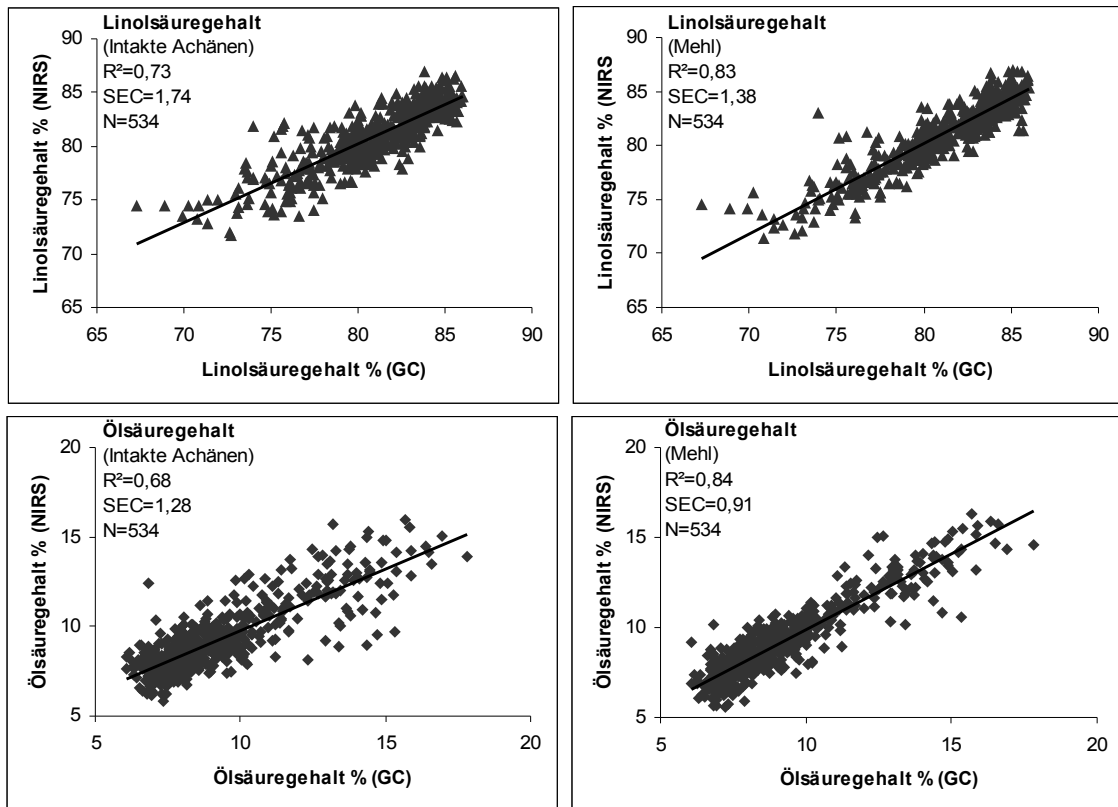 Linolsäuregehalt
(Intakte Achänen)
R²=0,73
SEC=1,74
N=534
90
85
80
75
70
65
65 70 75 80 85 90
Linolsäuregehalt % (NIRS)
Linolsäuregehalt % (GC)
Linolsäuregehalt
(Mehl)
R²=0,83
SEC=1,38
N=534
90
85
80
75
70
65
65 70 75 80 85 90
Linolsäuregehalt % (NIRS
Linolsäuregehalt % (GC)
Ölsäuregehalt
(Intakte Achänen)
R²=0,68
SEC=1,28
N=534
20
15
10
5
5 10 15 20
Ölsäuregehalt % (NIRS)
Ölsäuregehalt % (GC)
Ölsäuregehalt
(Mehl)
R²=0,84
SEC=0,91
N=534
20
15
10
5
5 10 15 20
Ölsäuregehalt % (NIRS)
Ölsäuregehalt % (GC)